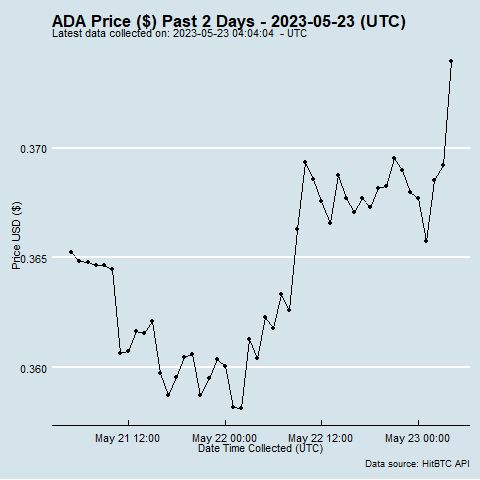 ADA Price ($) Past 2 Days - 2023-05-23 (UTC)
Latest data collected on: 2023-05-23 04:04:04 - UTC
0.370
Price USD ($)
0.365
0.360
May 21 12:00 May 22 00:00 May 22 12:00 May 23 00:00
Date Time Collected (UTC)
Data source: HitBTC API